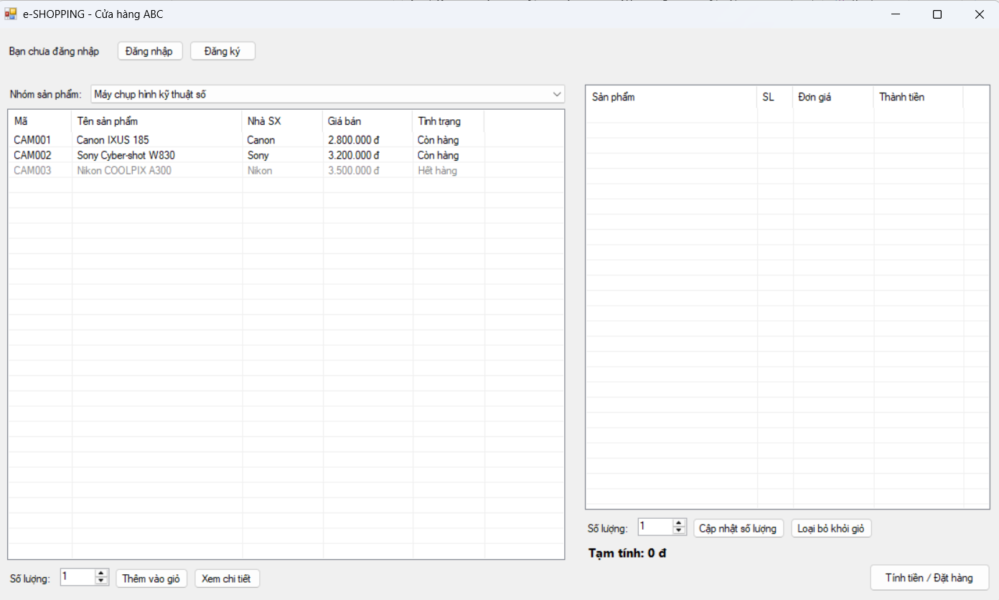 e-SHOPPING - Cửa hàng ABC
Bạn chưa đăng nhập Đăng nhập Đăng ký
Nhóm sản phẩm: Máy chụp hình kỹ thuật số
Mã Tên sản phẩm Nhà SX Giá bán Tình trạng
CAM001 Canon IXUS 185 Canon 2.800.000 đ Còn hàng
CAM002 Sony Cyber-shot W830 Sony 3.200.000 đ Còn hàng
CAM003 Nikon COOLPIX A300 Nikon 3.500.000 đ Hết hàng
Số lượng: 1 Thêm vào giỏ Xem chi tiết
Sản phẩm SL Đơn giá Thành tiền
Số lượng: 1 Cập nhật số lượng Loại bỏ khỏi giỏ
Tạm tính: 0 đ
Tính tiền / Đặt hàng